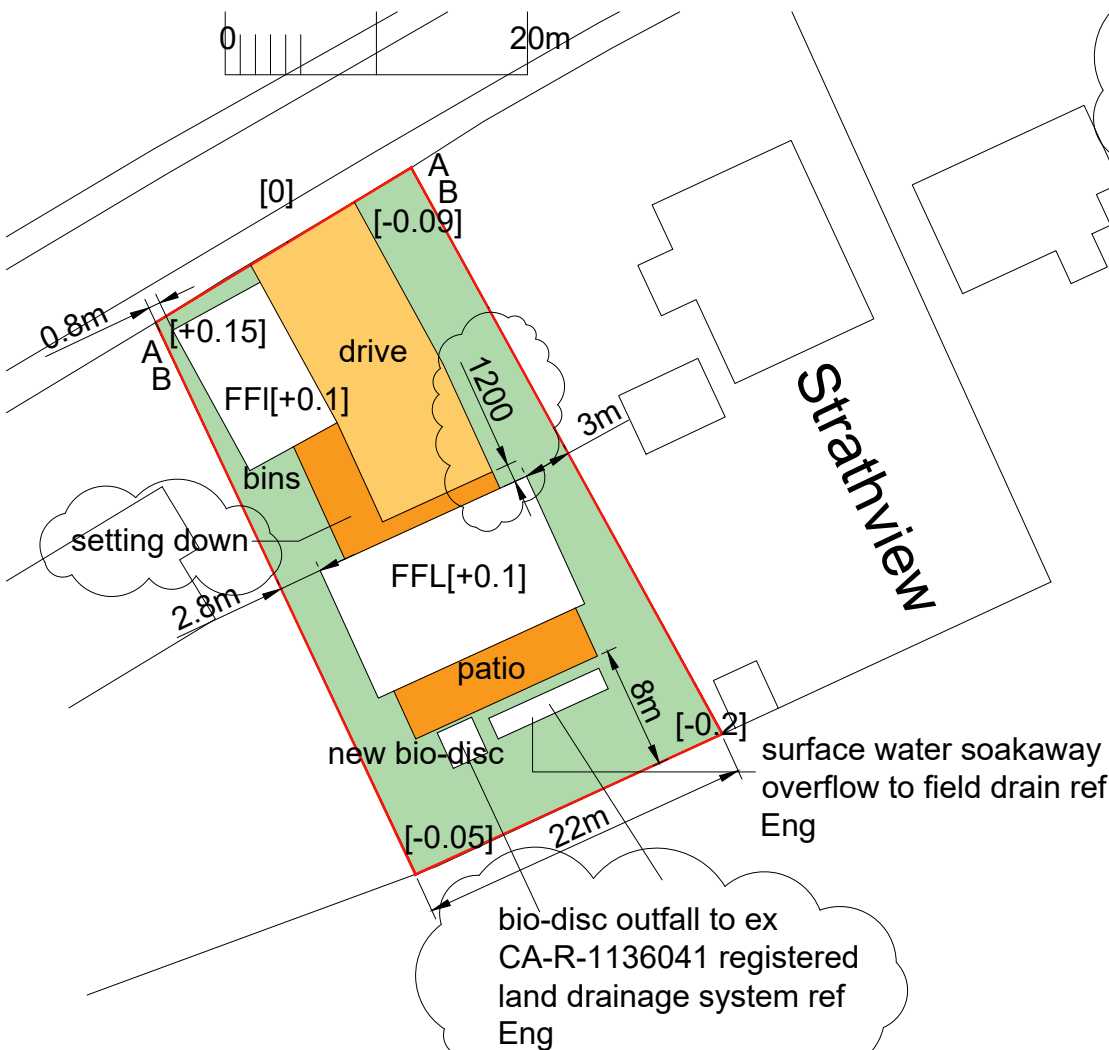 0
20m
A
B
[0]
[-0.09]
0.8m
[+0.15]
A
B
drive
FFl[+0.1]
1200
3m
Strathview
bins
setting down
FFL[+0.1]
2.8m
patio
8m
[-0.2]
new bio-disc
surface water soakaway
overflow to field drain ref
Eng
[-0.05]
22m
bio-disc outfall to ex
CA-R-1136041 registered
land drainage system ref
Eng